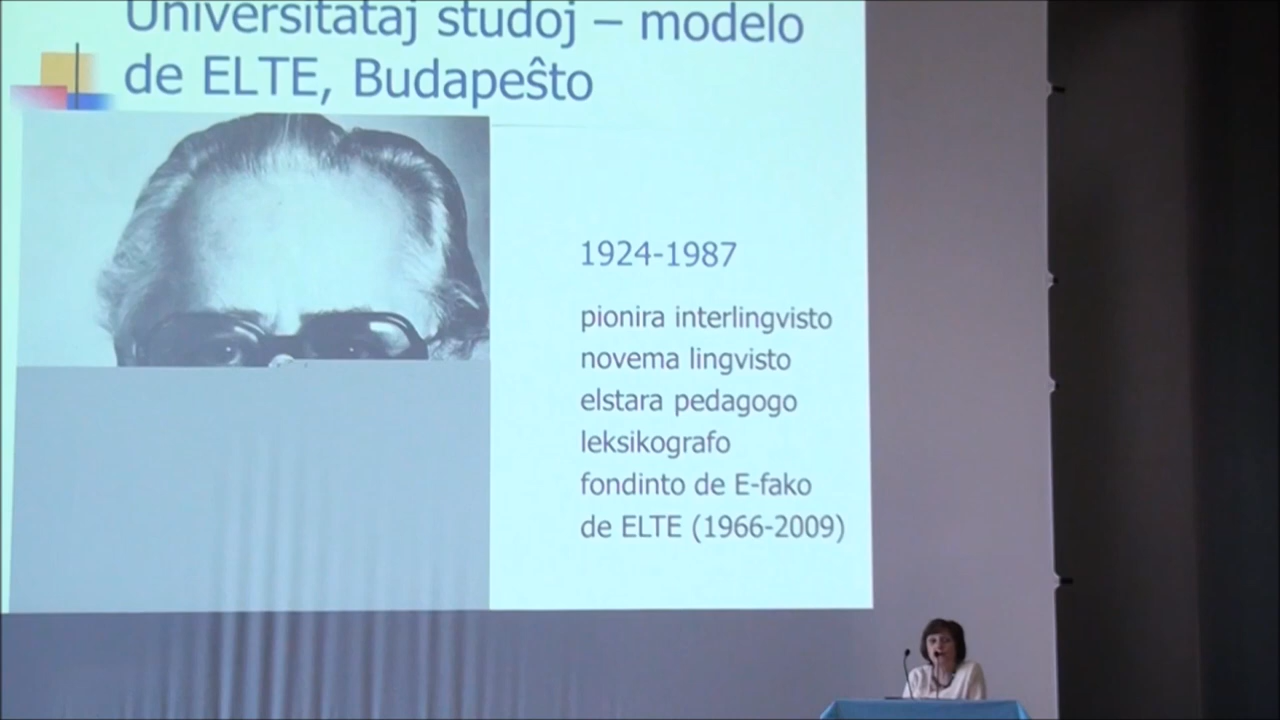 Universitataj studoj – modelo
de ELTE, Budapeŝto
1924-1987
pionira interlingvisto
novema lingvisto
elstara pedagogo
leksikografo
fondinto de E-fako
de ELTE (1966-2009)